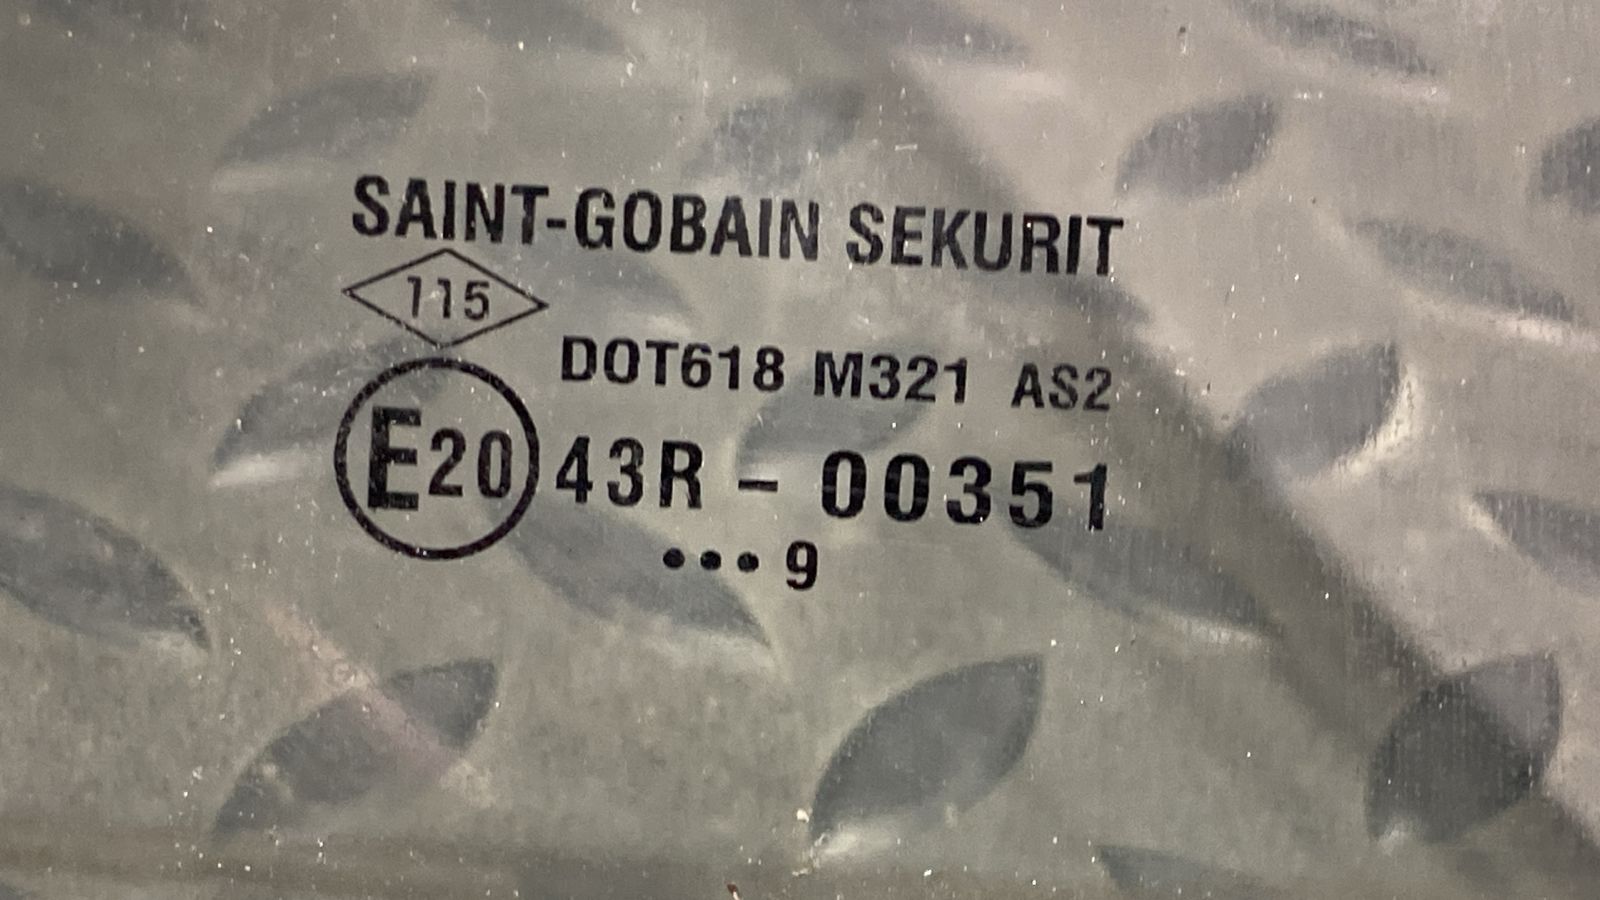 SAINT-GOBAIN SEKURIT
115
DOT618 M321 AS2
E20 43R - 00351
••• 9